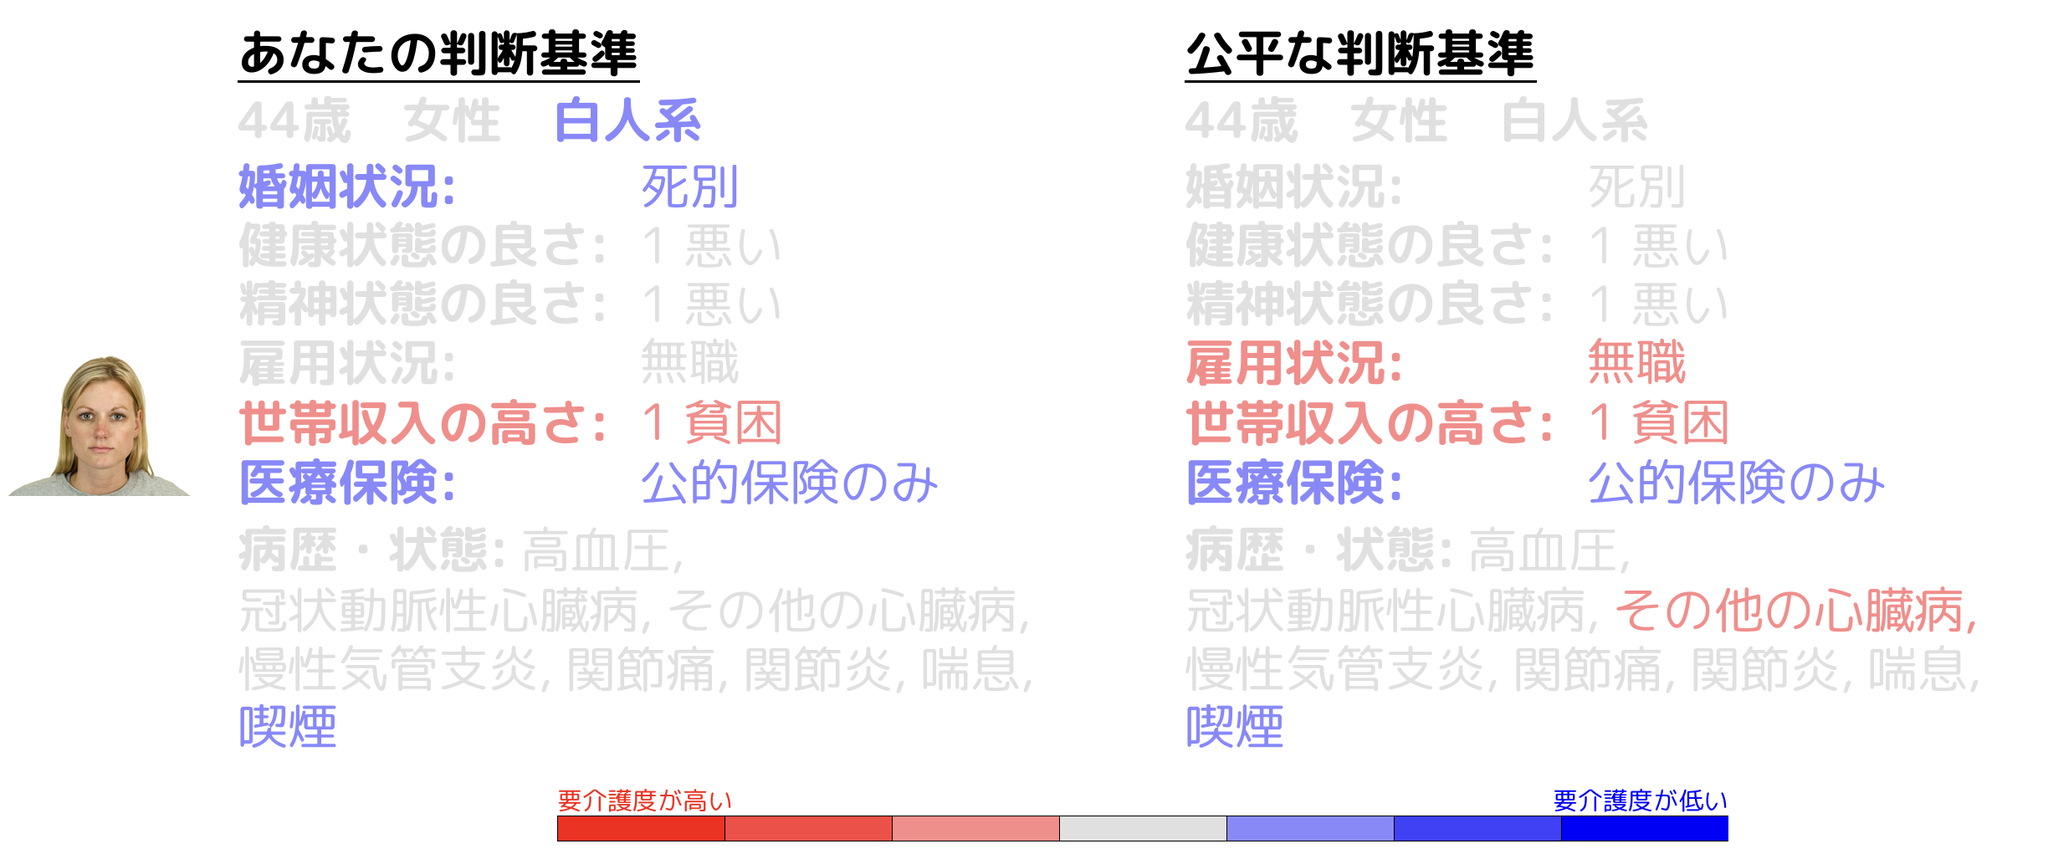 あなたの判断基準
44歳 女性 白人系
婚姻状況: 死別
健康状態の良さ: 1 悪い
精神状態の良さ: 1 悪い
雇用状況: 無職
世帯収入の高さ: 1 貧困
医療保険: 公的保険のみ
病歴・状態: 高血圧,
冠状動脈性心臓病, その他の心臓病,
慢性気管支炎, 関節痛, 関節炎, 喘息,
喫煙
公平な判断基準
44歳 女性 白人系
婚姻状況: 死別
健康状態の良さ: 1 悪い
精神状態の良さ: 1 悪い
雇用状況: 無職
世帯収入の高さ: 1 貧困
医療保険: 公的保険のみ
病歴・状態: 高血圧,
冠状動脈性心臓病, その他の心臓病,
慢性気管支炎, 関節痛, 関節炎, 喘息,
喫煙
要介護度が高い
要介護度が低い